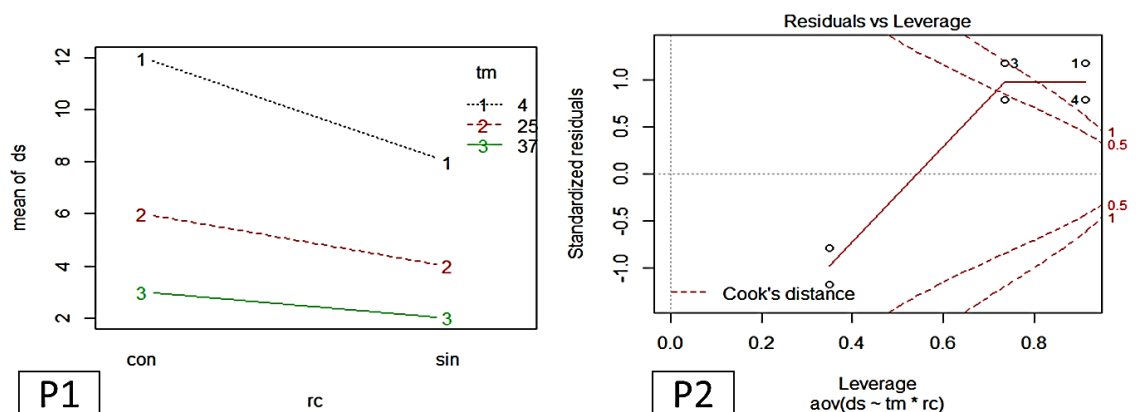 12
10
8
6
4
2
mean of ds
con
sin
rc
tm
1 4
2 25
3 37
1
1
2
2
3
3
P1
Residuals vs Leverage
Standardized residuals
1.0
0.5
0.0
-0.5
-1.0
3
1
4
1
0.5
0.5
1
Cook's distance
0.0
0.2
0.4
0.6
0.8
Leverage
aov(ds ~ tm * rc)
P2